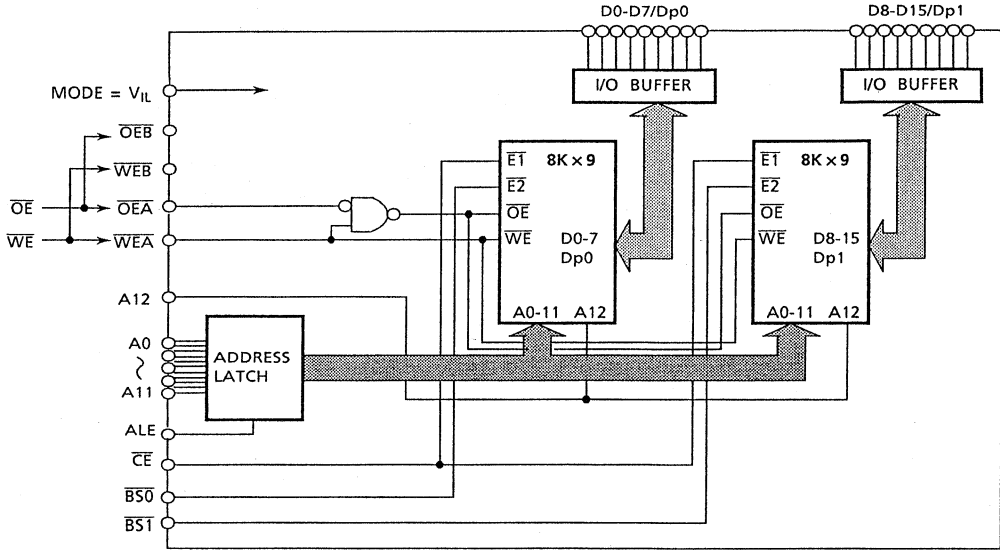 D0-D7/Dp0
D8-D15/Dp1
I/O BUFFER
I/O BUFFER
MODE = VIL
OEB
WEB
OE
OEA
WE
WEA
A12
A0
A11
ALE
CE
BS0
BS1
ADDRESS
LATCH
8K × 9
E1
E2
OE
WE
D0-7
Dp0
A0-11 A12
8K × 9
E1
E2
OE
WE
D8-15
Dp1
A0-11 A12